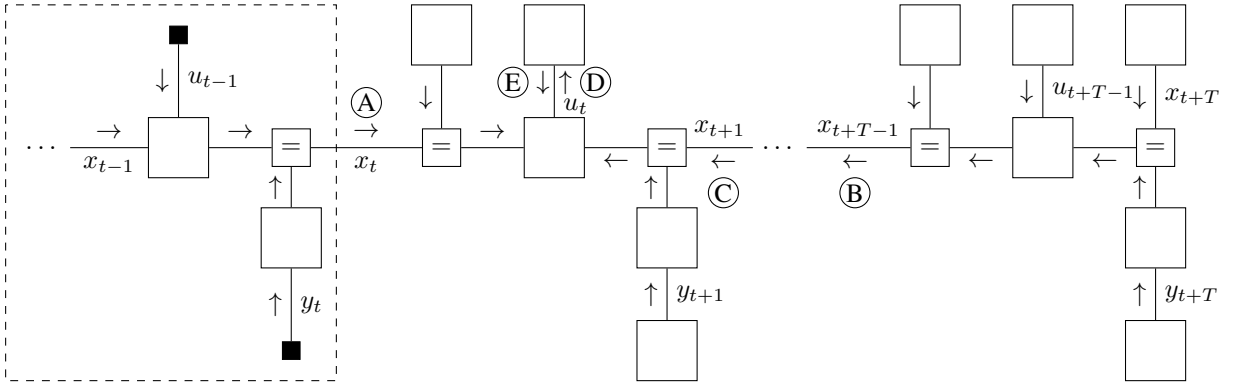 u_{t−1}
↓
→ → Ⓐ →
⋯ x_{t−1} = x_t
↑
↑ y_t
↓ Ⓔ ↓ ↑ Ⓓ
u_t
= → ← = x_{t+1} ⋯ x_{t+T−1}
← ←
Ⓒ Ⓑ
↑
↑ y_{t+1}
↓ ↓ u_{t+T−1} ↓ x_{t+T}
= ← ← =
↑
↑ y_{t+T}